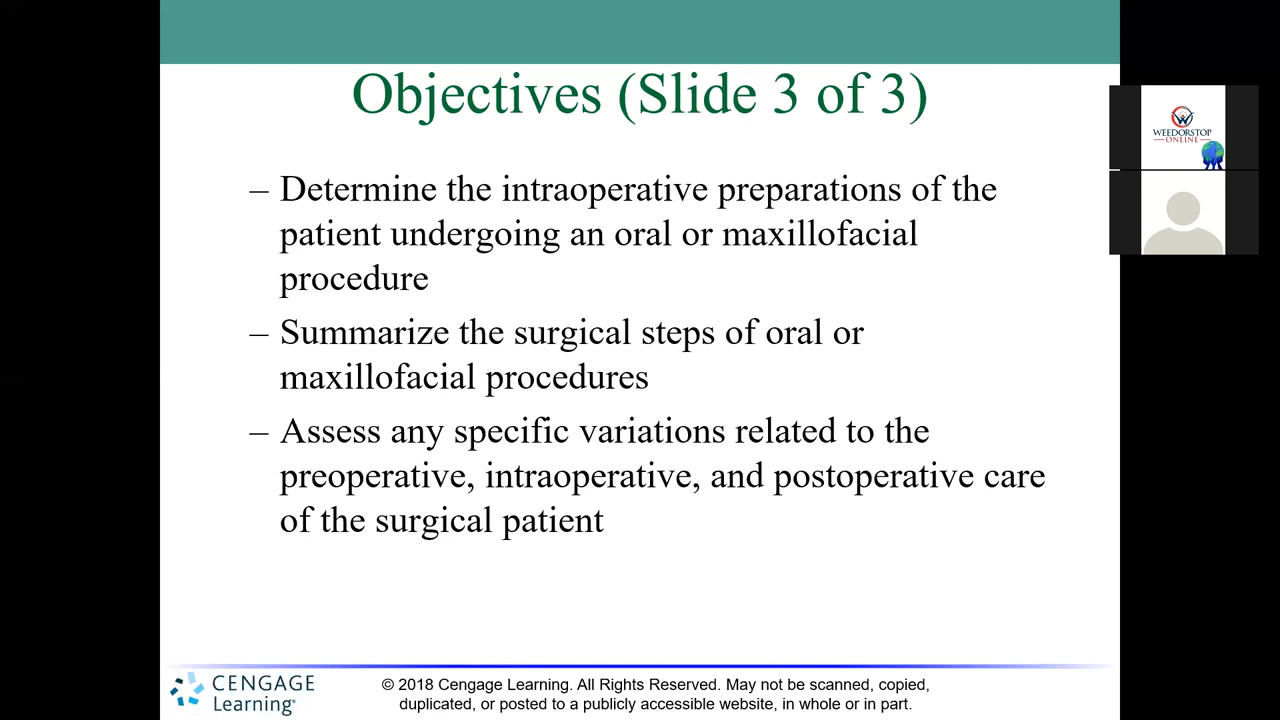 Objectives (Slide 3 of 3)
– Determine the intraoperative preparations of the
patient undergoing an oral or maxillofacial
procedure
– Summarize the surgical steps of oral or
maxillofacial procedures
– Assess any specific variations related to the
preoperative, intraoperative, and postoperative care
of the surgical patient
WEEDORSTOP
ONLINE
CENGAGE
Learning®
© 2018 Cengage Learning. All Rights Reserved. May not be scanned, copied,
duplicated, or posted to a publicly accessible website, in whole or in part.